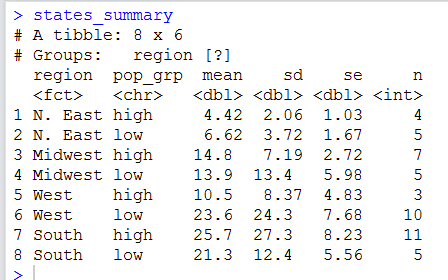 > states_summary
# A tibble: 8 x 6
# Groups:   region [?]
  region  pop_grp  mean    sd    se     n
  <fct>   <chr>   <dbl> <dbl> <dbl> <int>
1 N. East high     4.42  2.06  1.03     4
2 N. East low      6.62  3.72  1.67     5
3 Midwest high    14.8   7.19  2.72     7
4 Midwest low     13.9  13.4   5.98     5
5 West    high    10.5   8.37  4.83     3
6 West    low     23.6  24.3   7.68    10
7 South   high    25.7  27.3   8.23    11
8 South   low     21.3  12.4   5.56     5
>